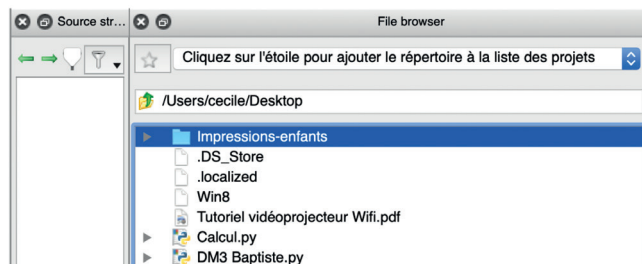 Source str... File browser
Cliquez sur l'étoile pour ajouter le répertoire à la liste des projets
/Users/cecile/Desktop
Impressions-enfants
.DS_Store
.localized
Win8
Tutoriel vidéoprojecteur Wifi.pdf
Calcul.py
DM3 Baptiste.py